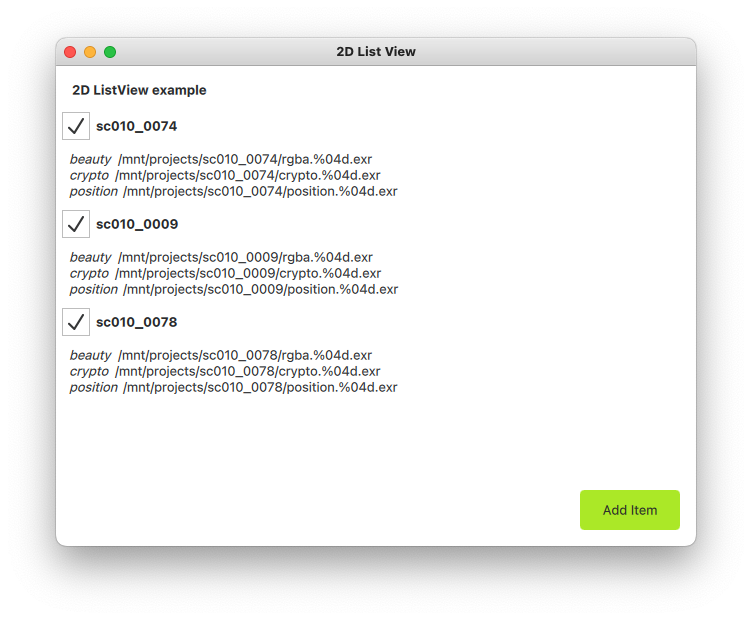 2D List View
2D ListView example
sc010_0074
beauty /mnt/projects/sc010_0074/rgba.%04d.exr
crypto /mnt/projects/sc010_0074/crypto.%04d.exr
position /mnt/projects/sc010_0074/position.%04d.exr
sc010_0009
beauty /mnt/projects/sc010_0009/rgba.%04d.exr
crypto /mnt/projects/sc010_0009/crypto.%04d.exr
position /mnt/projects/sc010_0009/position.%04d.exr
sc010_0078
beauty /mnt/projects/sc010_0078/rgba.%04d.exr
crypto /mnt/projects/sc010_0078/crypto.%04d.exr
position /mnt/projects/sc010_0078/position.%04d.exr
Add Item